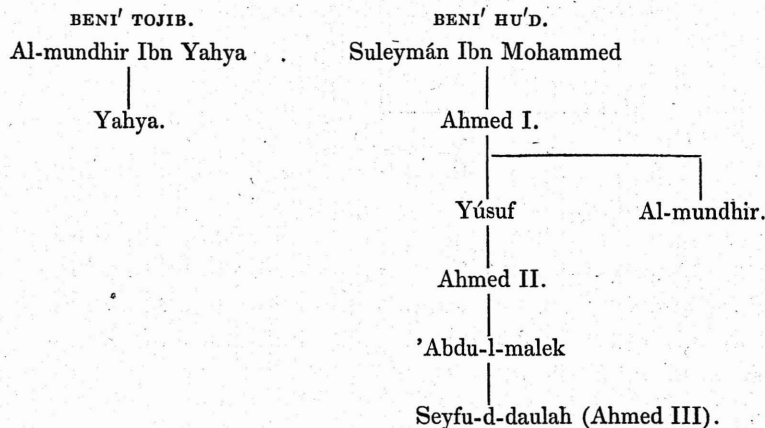 BENI' TOJIB.
Al-mundhir Ibn Yahya
Yahya.
BENI' HU'D.
Suleymán Ibn Mohammed
Ahmed I.
Yúsuf
Al-mundhir.
Ahmed II.
'Abdu-l-malek
Seyfu-d-daulah (Ahmed III).